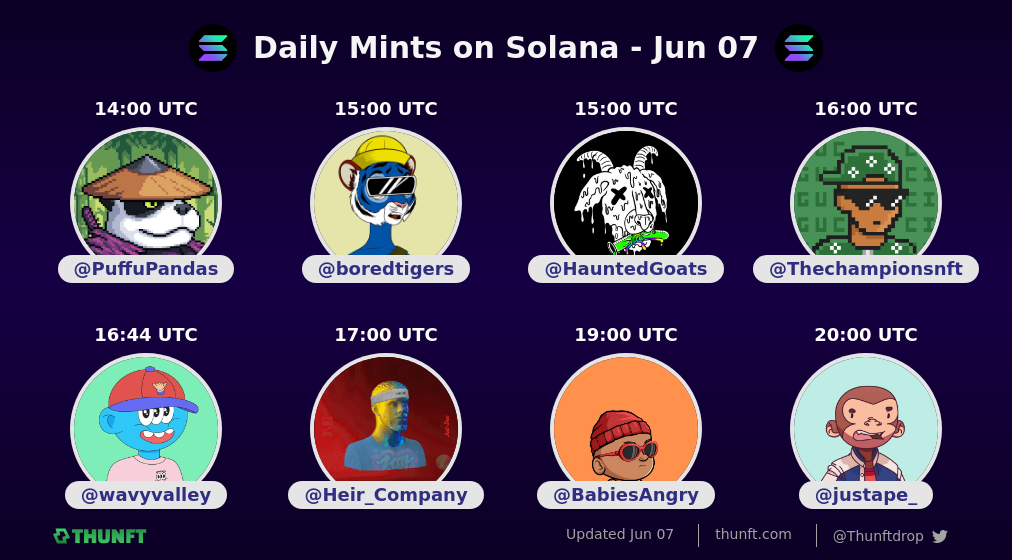 Daily Mints on Solana - Jun 07
14:00 UTC
15:00 UTC
15:00 UTC
16:00 UTC
@PuffuPandas
@boredtigers
@HauntedGoats
@Thechampionsnft
16:44 UTC
17:00 UTC
19:00 UTC
20:00 UTC
@wavyvalley
@Heir_Company
@BabiesAngry
@justape_
THUNFT
Updated Jun 07
thunft.com
@Thunftdrop